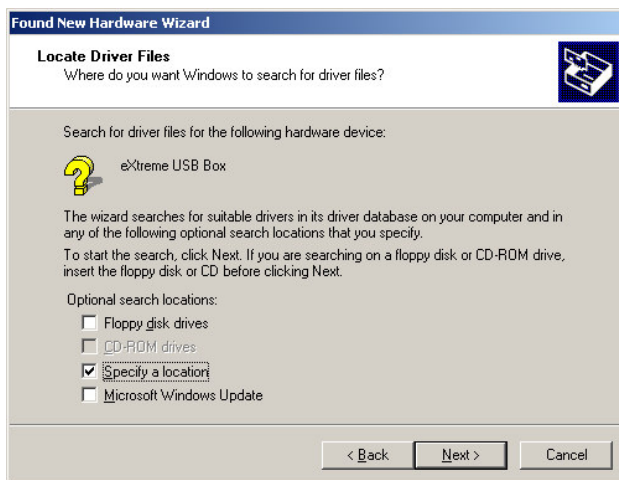 Found New Hardware Wizard
Locate Driver Files
Where do you want Windows to search for driver files?
Search for driver files for the following hardware device:
eXtreme USB Box
The wizard searches for suitable drivers in its driver database on your computer and in
any of the following optional search locations that you specify.
To start the search, click Next. If you are searching on a floppy disk or CD-ROM drive,
insert the floppy disk or CD before clicking Next.
Optional search locations:
Floppy disk drives
CD-ROM drives
Specify a location
Microsoft Windows Update
< Back Next > Cancel